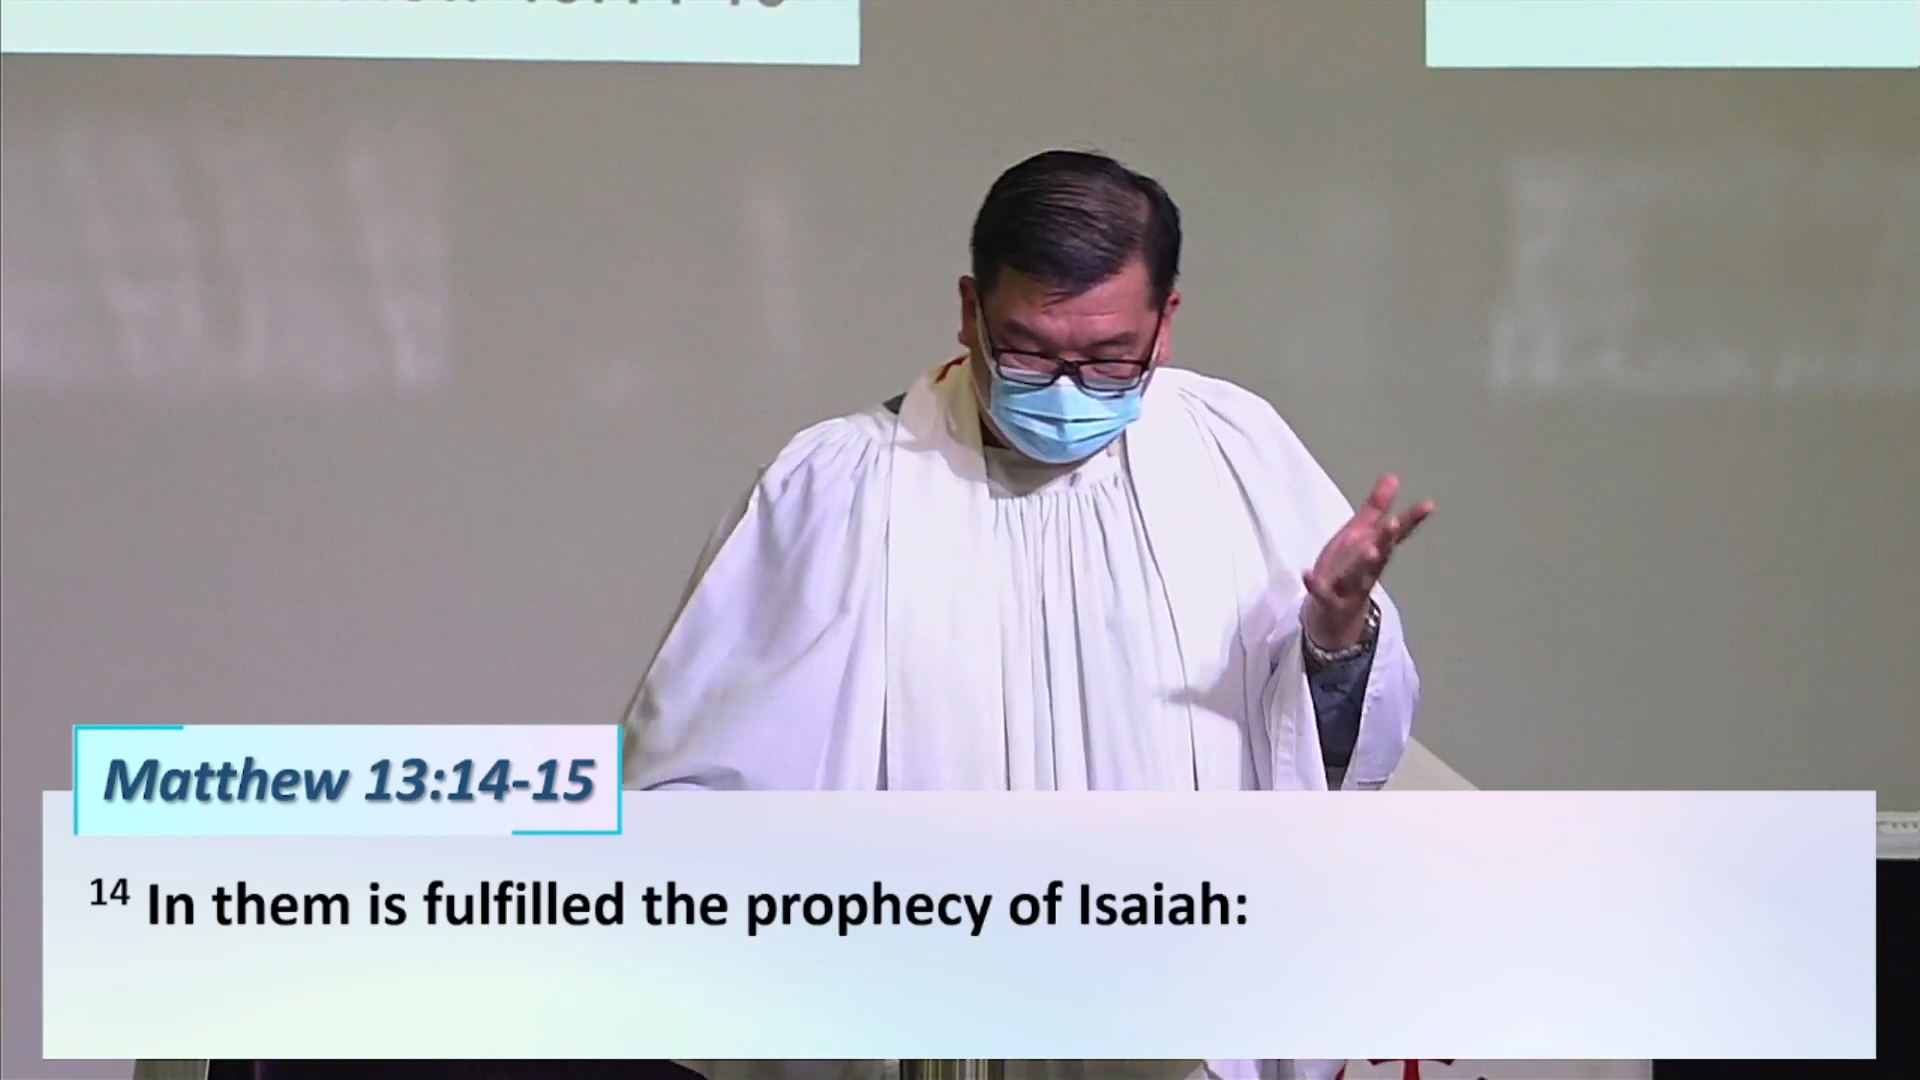 Matthew 13:14-15
14 In them is fulfilled the prophecy of Isaiah: